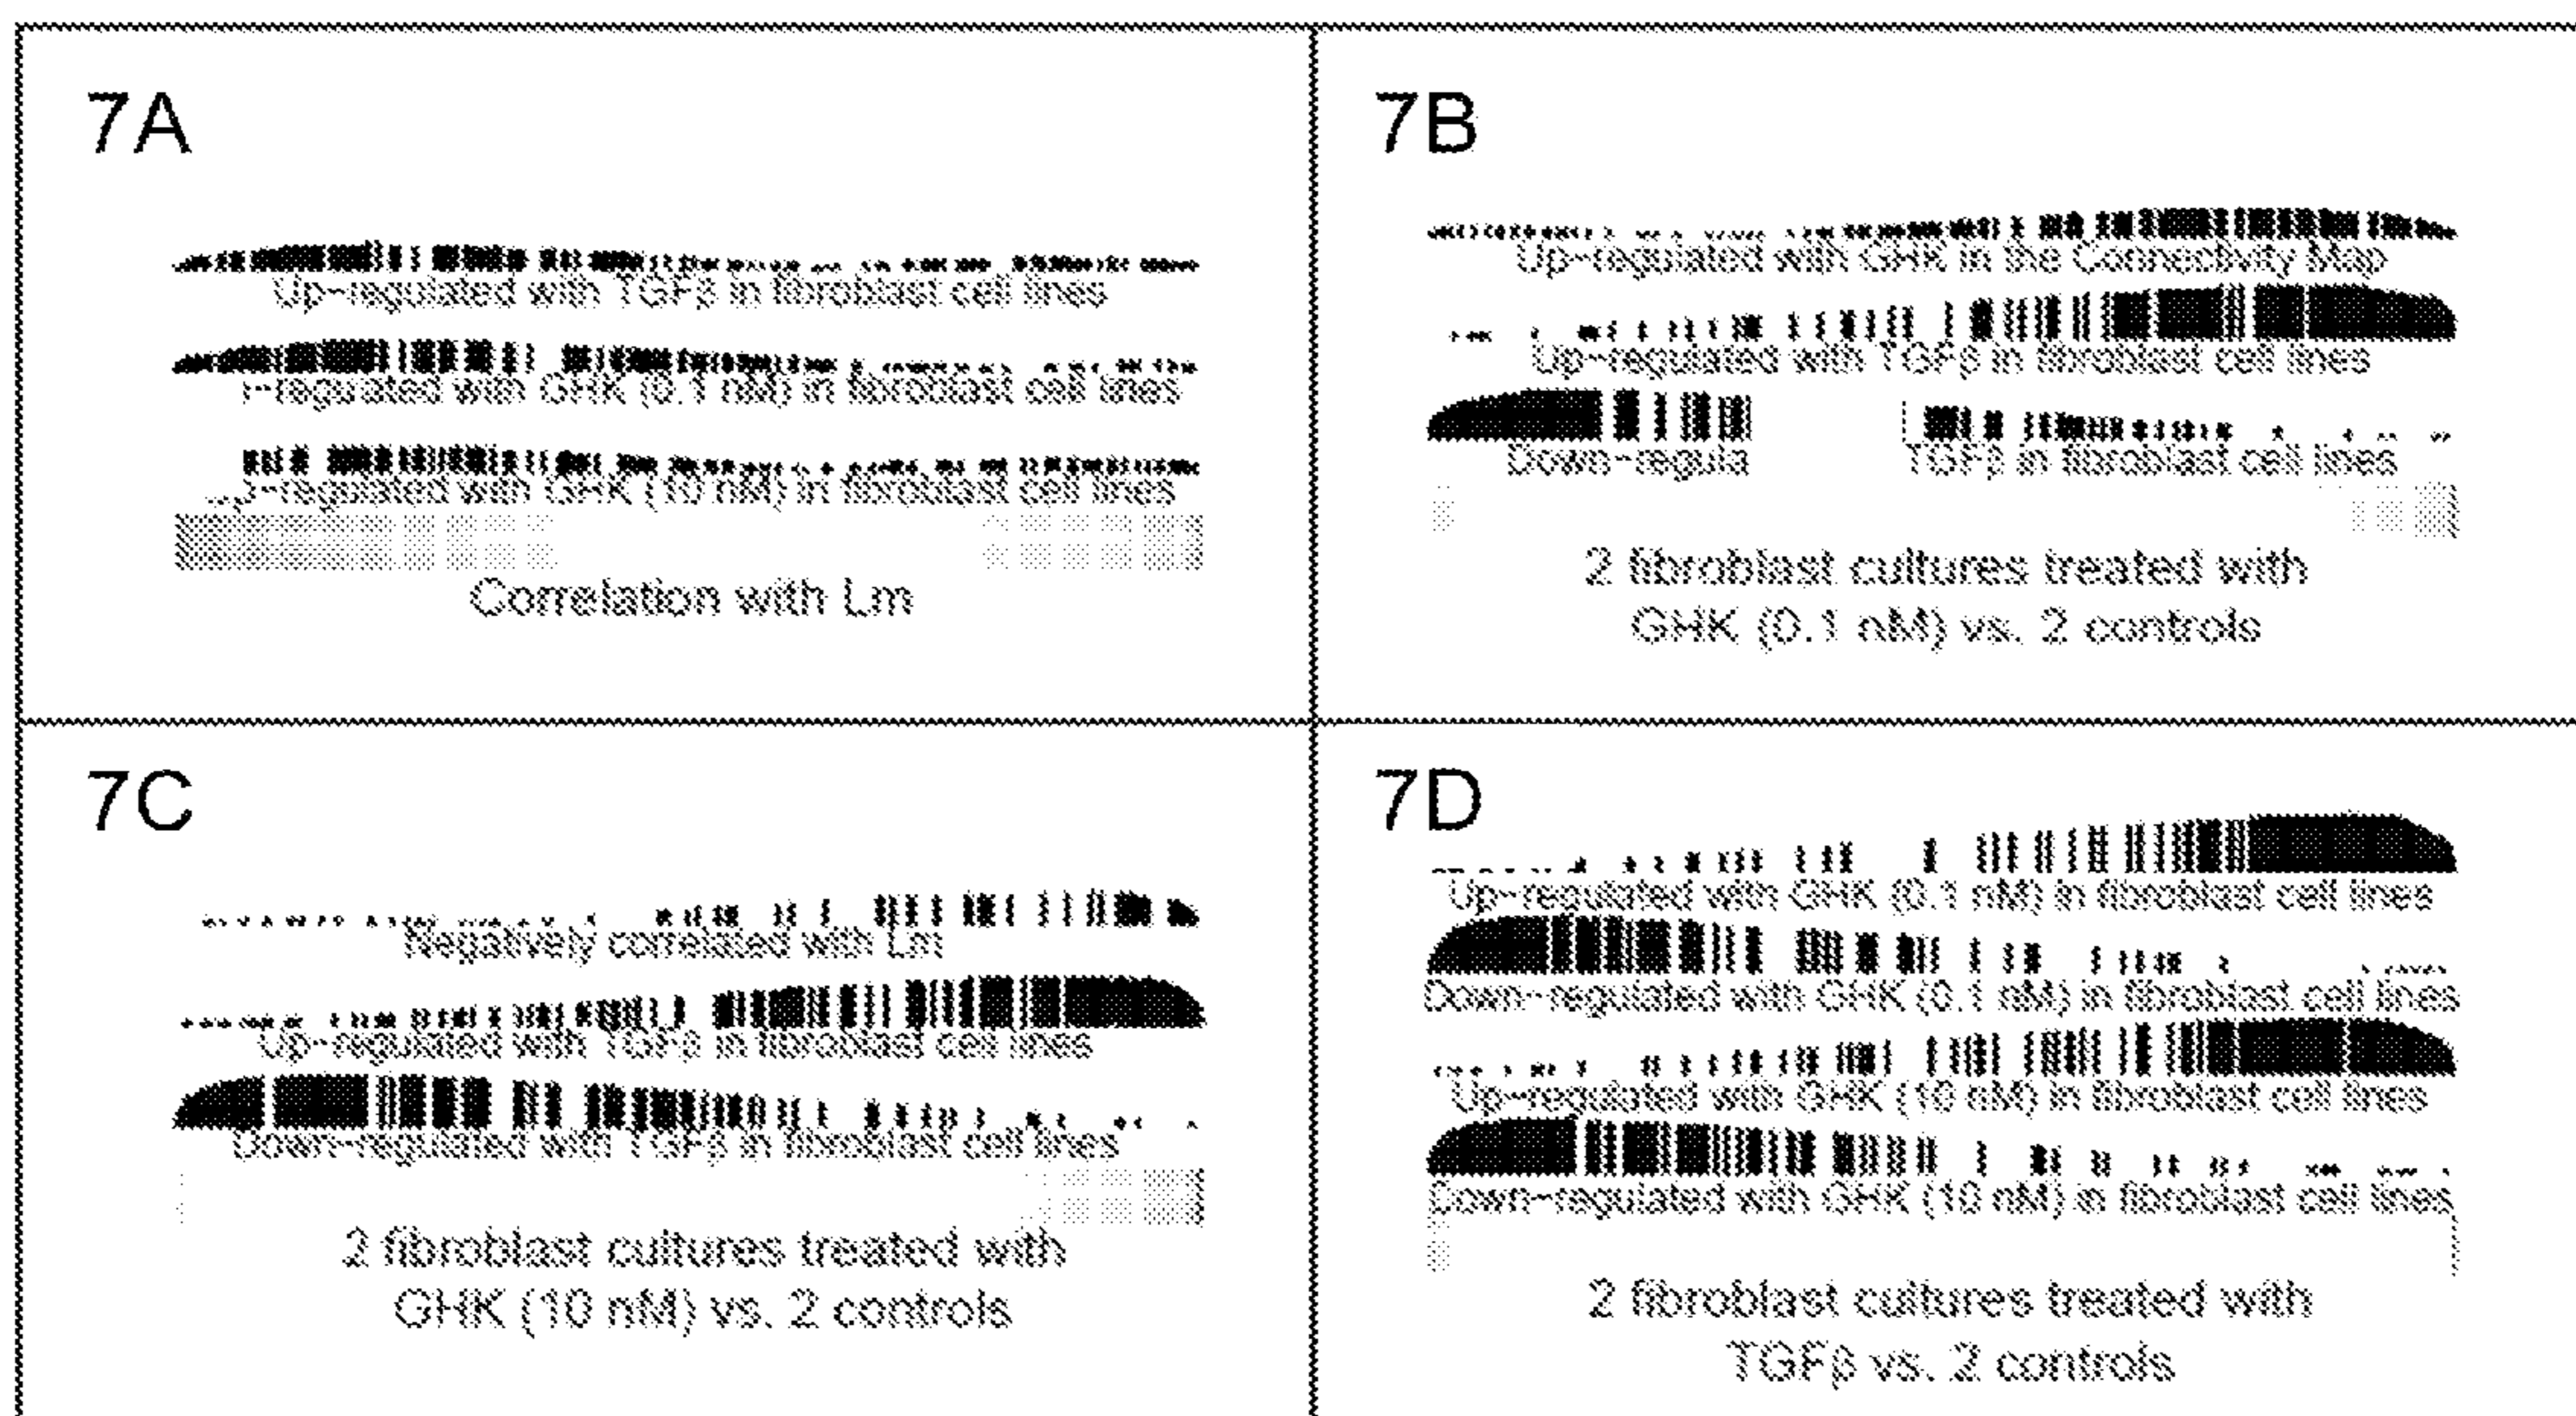 7A
Up-regulated with TGFβ in fibroblast cell lines
-regulated with GHK (0.1 nM) in fibroblast cell lines
-regulated with GHK (10 nM) in fibroblast cell lines
Correlation with Lm
7B
Up-regulated with GHK in the Connectivity Map
Up-regulated with TGFβ in fibroblast cell lines
Down-regula TGFβ in fibroblast cell lines
2 fibroblast cultures treated with
GHK (0.1 nM) vs. 2 controls
7C
Negatively correlated with Lm
Up-regulated with TGFβ in fibroblast cell lines
Down-regulated with TGFβ in fibroblast cell lines
2 fibroblast cultures treated with
GHK (10 nM) vs. 2 controls
7D
Up-regulated with GHK (0.1 nM) in fibroblast cell lines
Down-regulated with GHK (0.1 nM) in fibroblast cell lines
Up-regulated with GHK (10 nM) in fibroblast cell lines
Down-regulated with GHK (10 nM) in fibroblast cell lines
2 fibroblast cultures treated with
TGFβ vs. 2 controls